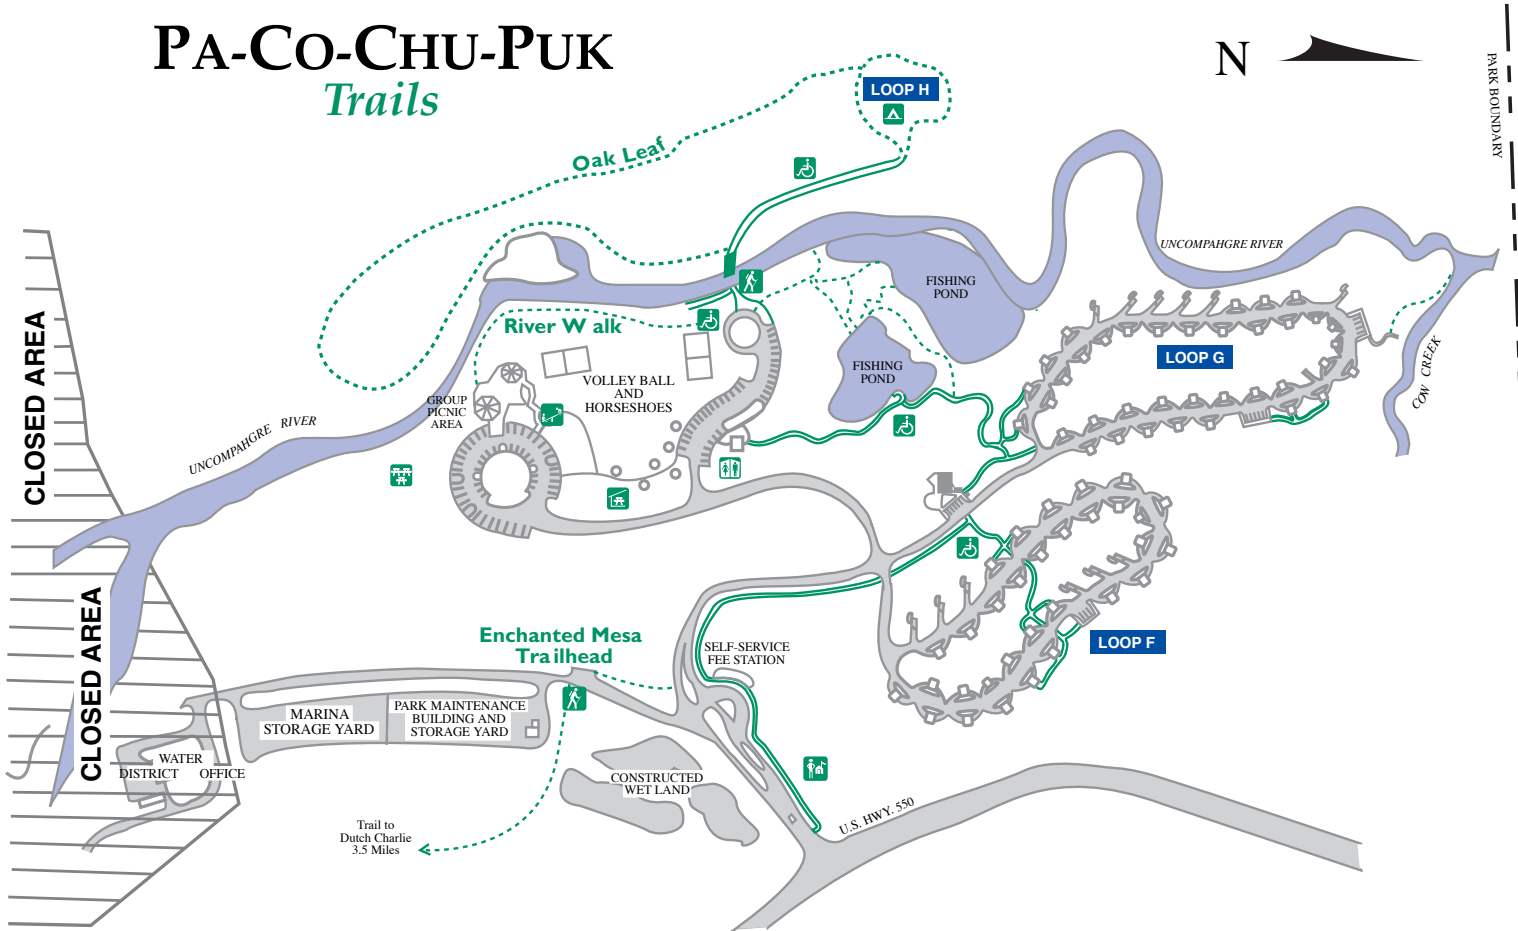 PA-CO-CHU-PUK
Trails
N
PARK BOUNDARY
LOOP H
Oak Leaf
UNCOMPAHGRE RIVER
FISHING
POND
River W alk
LOOP G
CLOSED AREA
VOLLEY BALL
AND
HORSESHOES
FISHING
POND
COW CREEK
GROUP
PICNIC
AREA
UNCOMPAHGRE RIVER
CLOSED AREA
Enchanted Mesa
Trailhead
SELF-SERVICE
FEE STATION
LOOP F
MARINA
STORAGE YARD
PARK MAINTENANCE
BUILDING AND
STORAGE YARD
WATER
DISTRICT OFFICE
CONSTRUCTED
WET LAND
U.S. HWY. 550
Trail to
Dutch Charlie
3.5 Miles